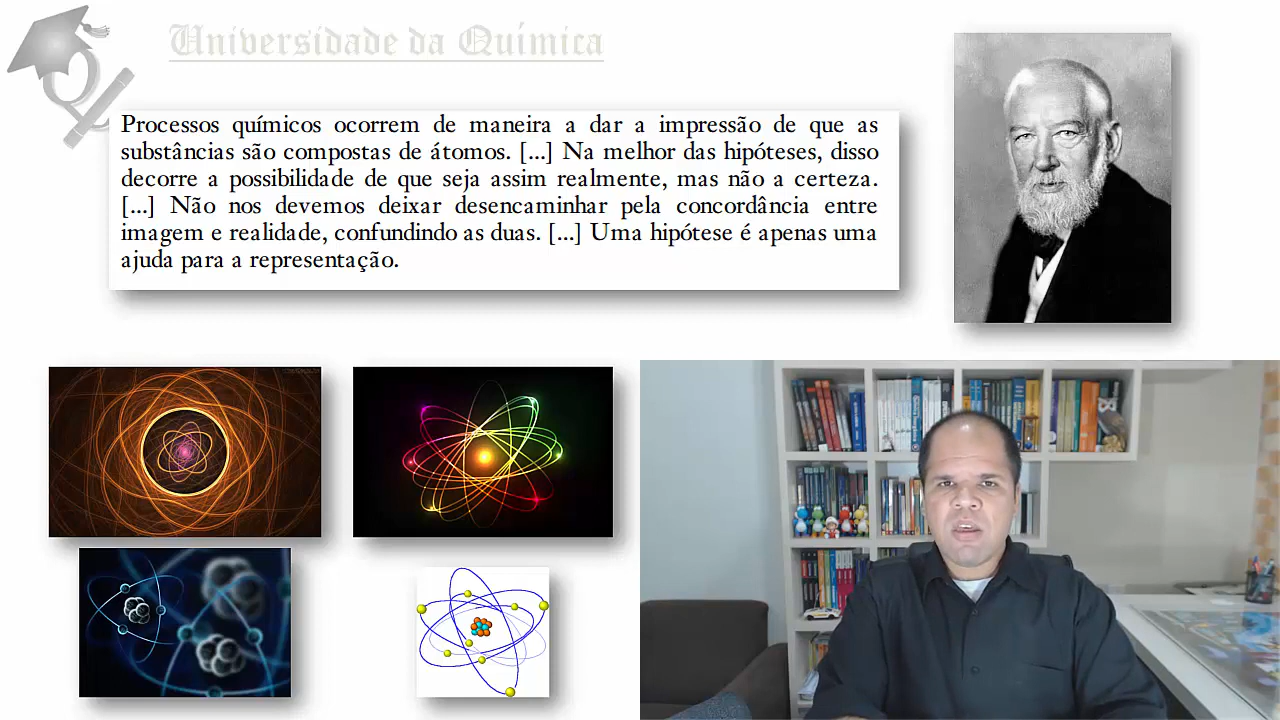 Universidade da Química
Processos químicos ocorrem de maneira a dar a impressão de que as
substâncias são compostas de átomos. [...] Na melhor das hipóteses, disso
decorre a possibilidade de que seja assim realmente, mas não a certeza.
[...] Não nos devemos deixar desencaminhar pela concordância entre
imagem e realidade, confundindo as duas. [...] Uma hipótese é apenas uma
ajuda para a representação.